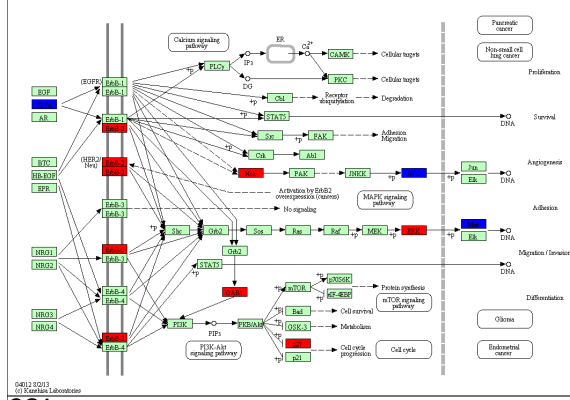 Pancreatic
cancer
Non-small cell
lung cancer
Calcium signaling
pathway
ER
Ca2+
IP3
DG
PLCγ
CAMK
Cellular targets
PKC
Cellular targets
+p
(EGFR)
ErbB-1
ErbB-1
EGF
AR
ErbB-1
Cbl
Receptor
ubiquitylation
Degradation
Proliferation
STAT5
DNA
Survival
Src
FAK
Adhesion
Migration
Crk
Abl
BTC
HB-EGF
EPR
(HER2/
Neu)
Nck
PAK
JNKK
Jun
Elk
DNA
Angiogenesis
Activation by ErbB2
overexpression (cancers)
MAPK signaling
pathway
ErbB-3
ErbB-3
No signaling
Adhesion
Shc
Grb2
Sos
Ras
Raf
MEK
ERK
Elk
DNA
NRG1
NRG2
ErbB-2
ErbB-3
Grb2
STAT5
DNA
Migration / Invasion
GAB1
ErbB-4
ErbB-4
mTOR
p70S6K
eIF-4EBP
Protein synthesis
mTOR signaling
pathway
Differentiation
NRG3
NRG4
PI3K
PIP3
PKB/Akt
Bad
Cell survival
GSK-3
Metabolism
Glioma
ErbB-4
PI3K-Akt
signaling pathway
p27
p21
Cell cycle
progression
Cell cycle
Endometrial
cancer
04012 8/2/13
(c) Kanehisa Laboratories